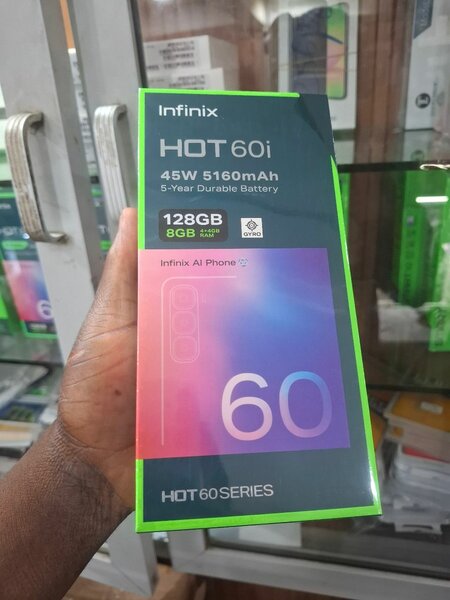 Infinix
HOT 60i
45W 5160mAh
5-Year Durable Battery
128GB
8GB 4+4GB RAM
GYRO
Infinix AI Phone
60
HOT 60 SERIES
60